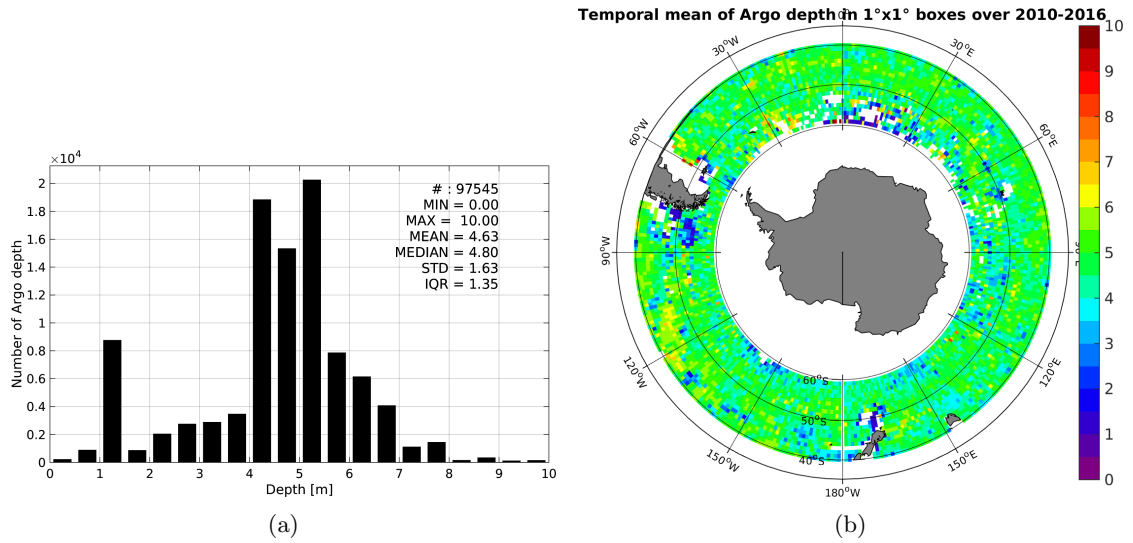 Temporal mean of Argo depth in 1°x1° boxes over 2010-2016
×10⁴
2
1.8
1.6
1.4
1.2
1
0.8
0.6
0.4
0.2
0
Number of Argo depth
# : 97545
MIN = 0.00
MAX = 10.00
MEAN = 4.63
MEDIAN = 4.80
STD = 1.63
IQR = 1.35
0 1 2 3 4 5 6 7 8 9 10
Depth [m]
(a)
30°W
30°E
60°W
60°E
90°W
120°W
120°E
150°W
150°E
180°W
60°S
50°S
40°S
10
9
8
7
6
5
4
3
2
1
0
(b)